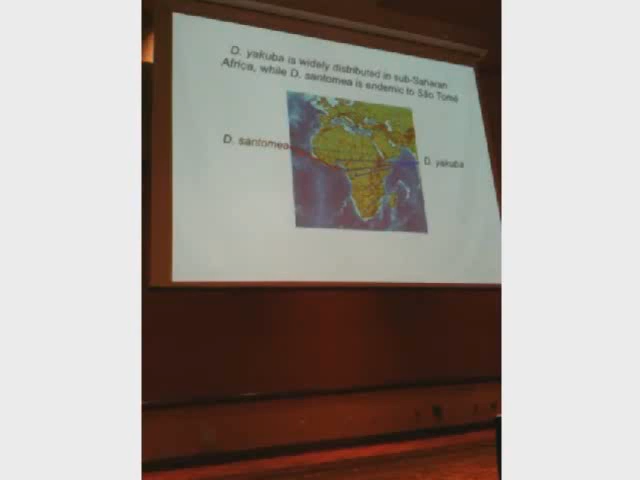 D. yakuba is widely distributed in sub-Saharan
Africa, while D. santomea is endemic to São Tomé
D. santomea
D. yakuba